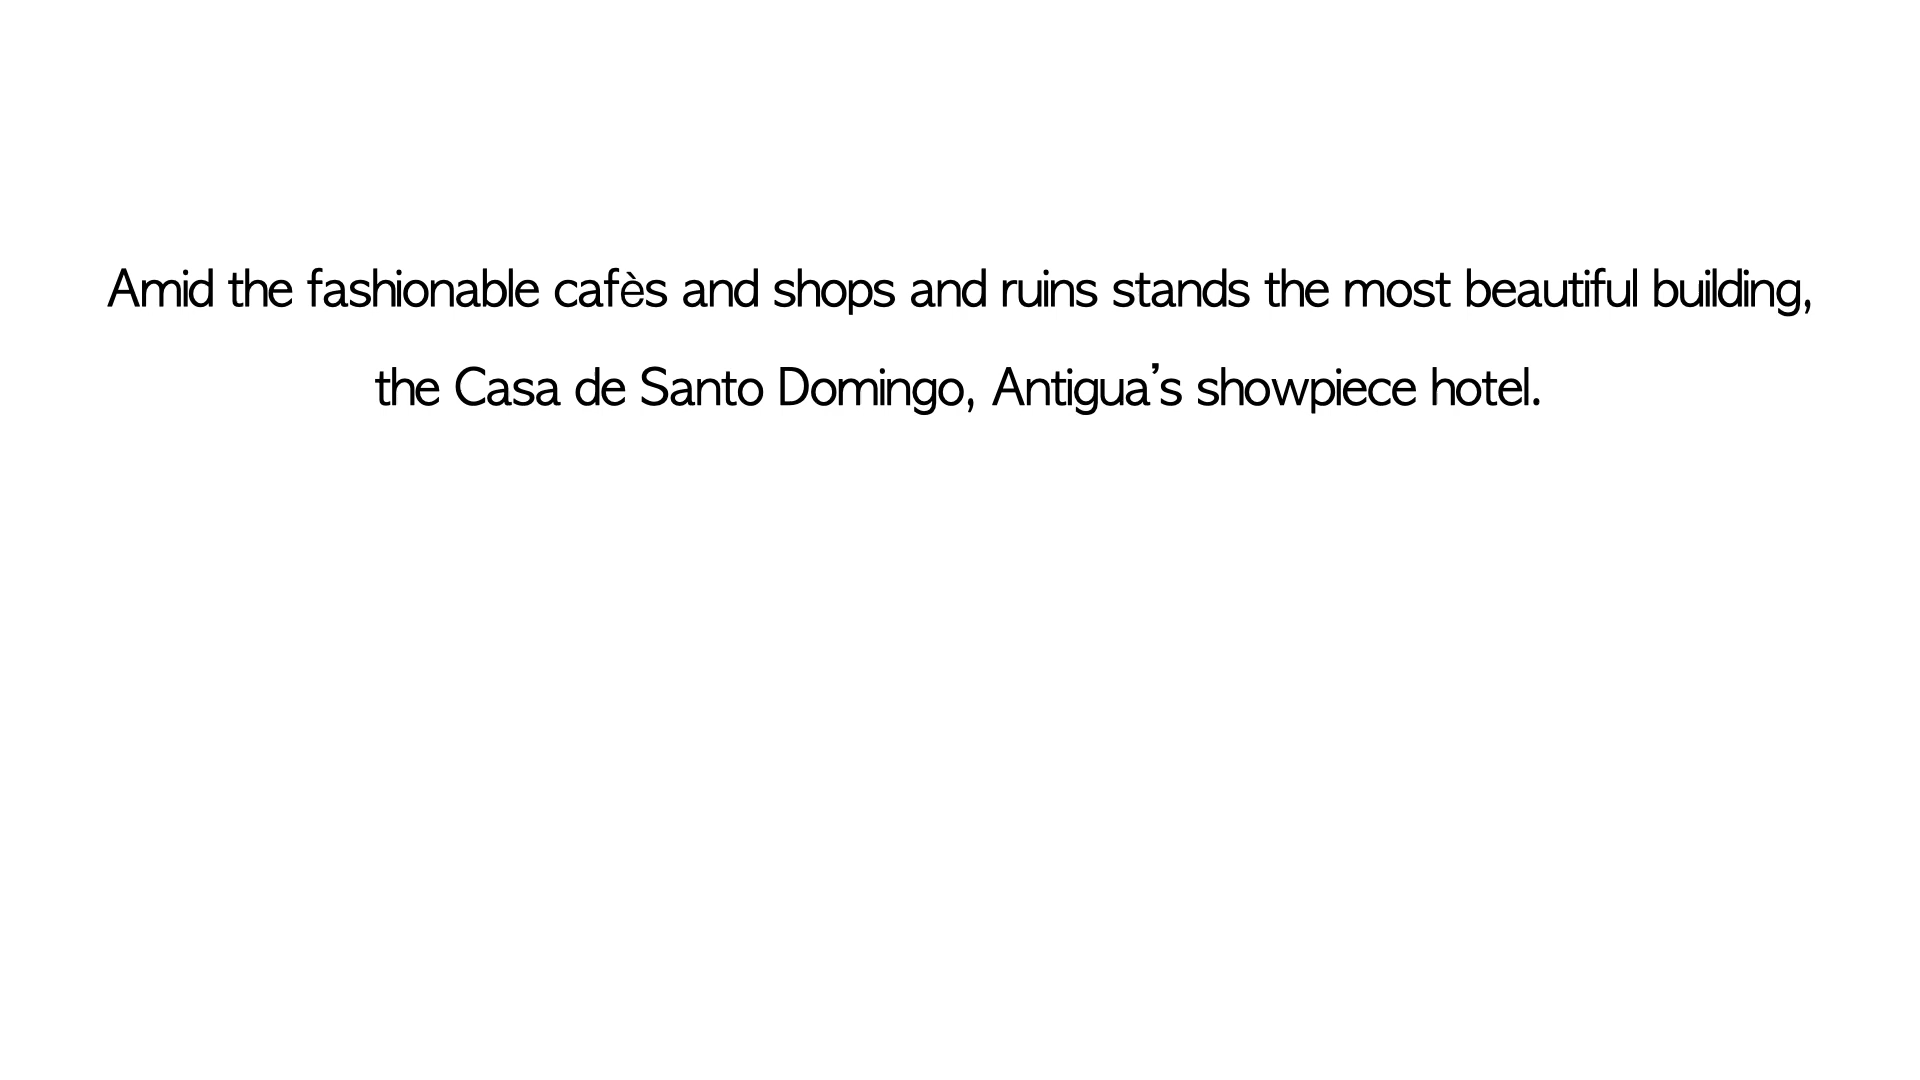 Amid the fashionable cafès and shops and ruins stands the most beautiful building,
the Casa de Santo Domingo, Antigua’s showpiece hotel.